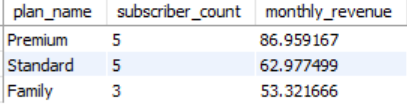 plan_name subscriber_count monthly_revenue
Premium 5 86.959167
Standard 5 62.977499
Family 3 53.321666